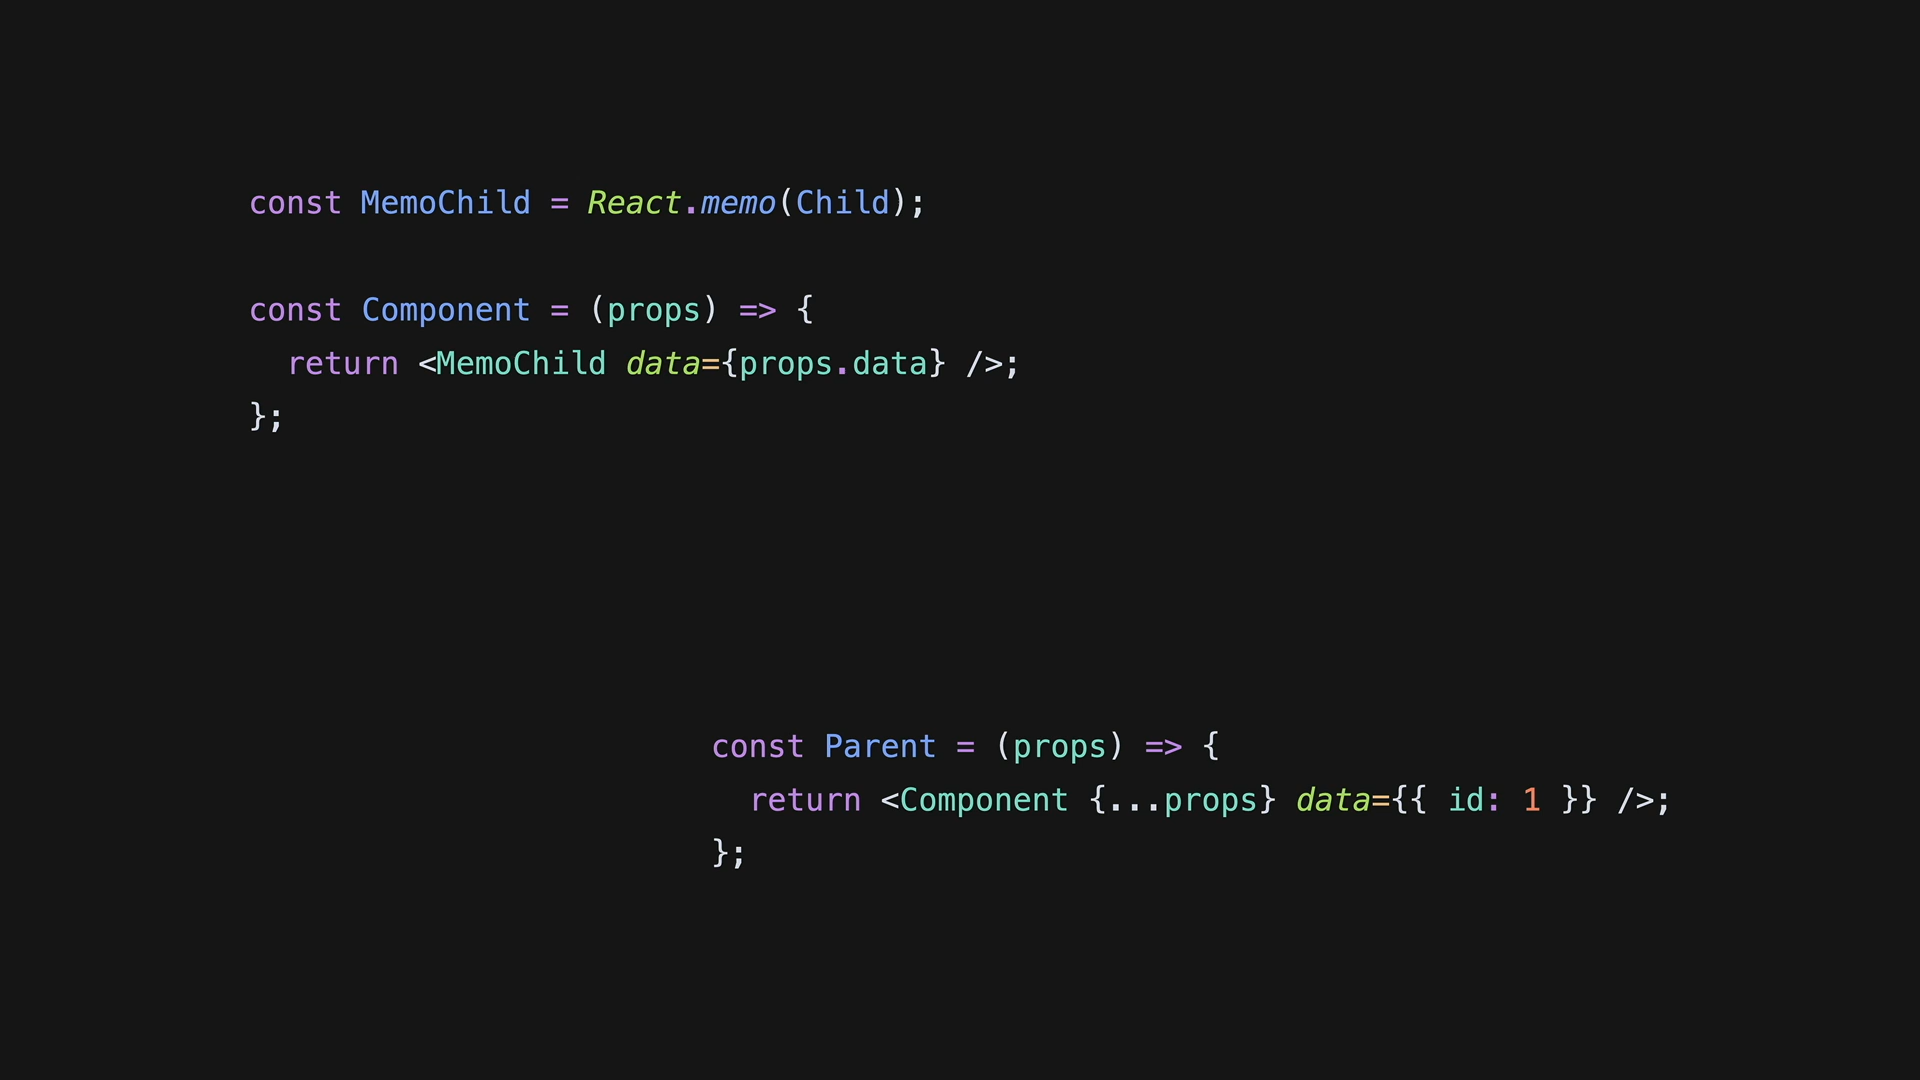 const MemoChild = React.memo(Child);
const Component = (props) => {
  return <MemoChild data={props.data} />;
};
const Parent = (props) => {
  return <Component {...props} data={{ id: 1 }} />;
};